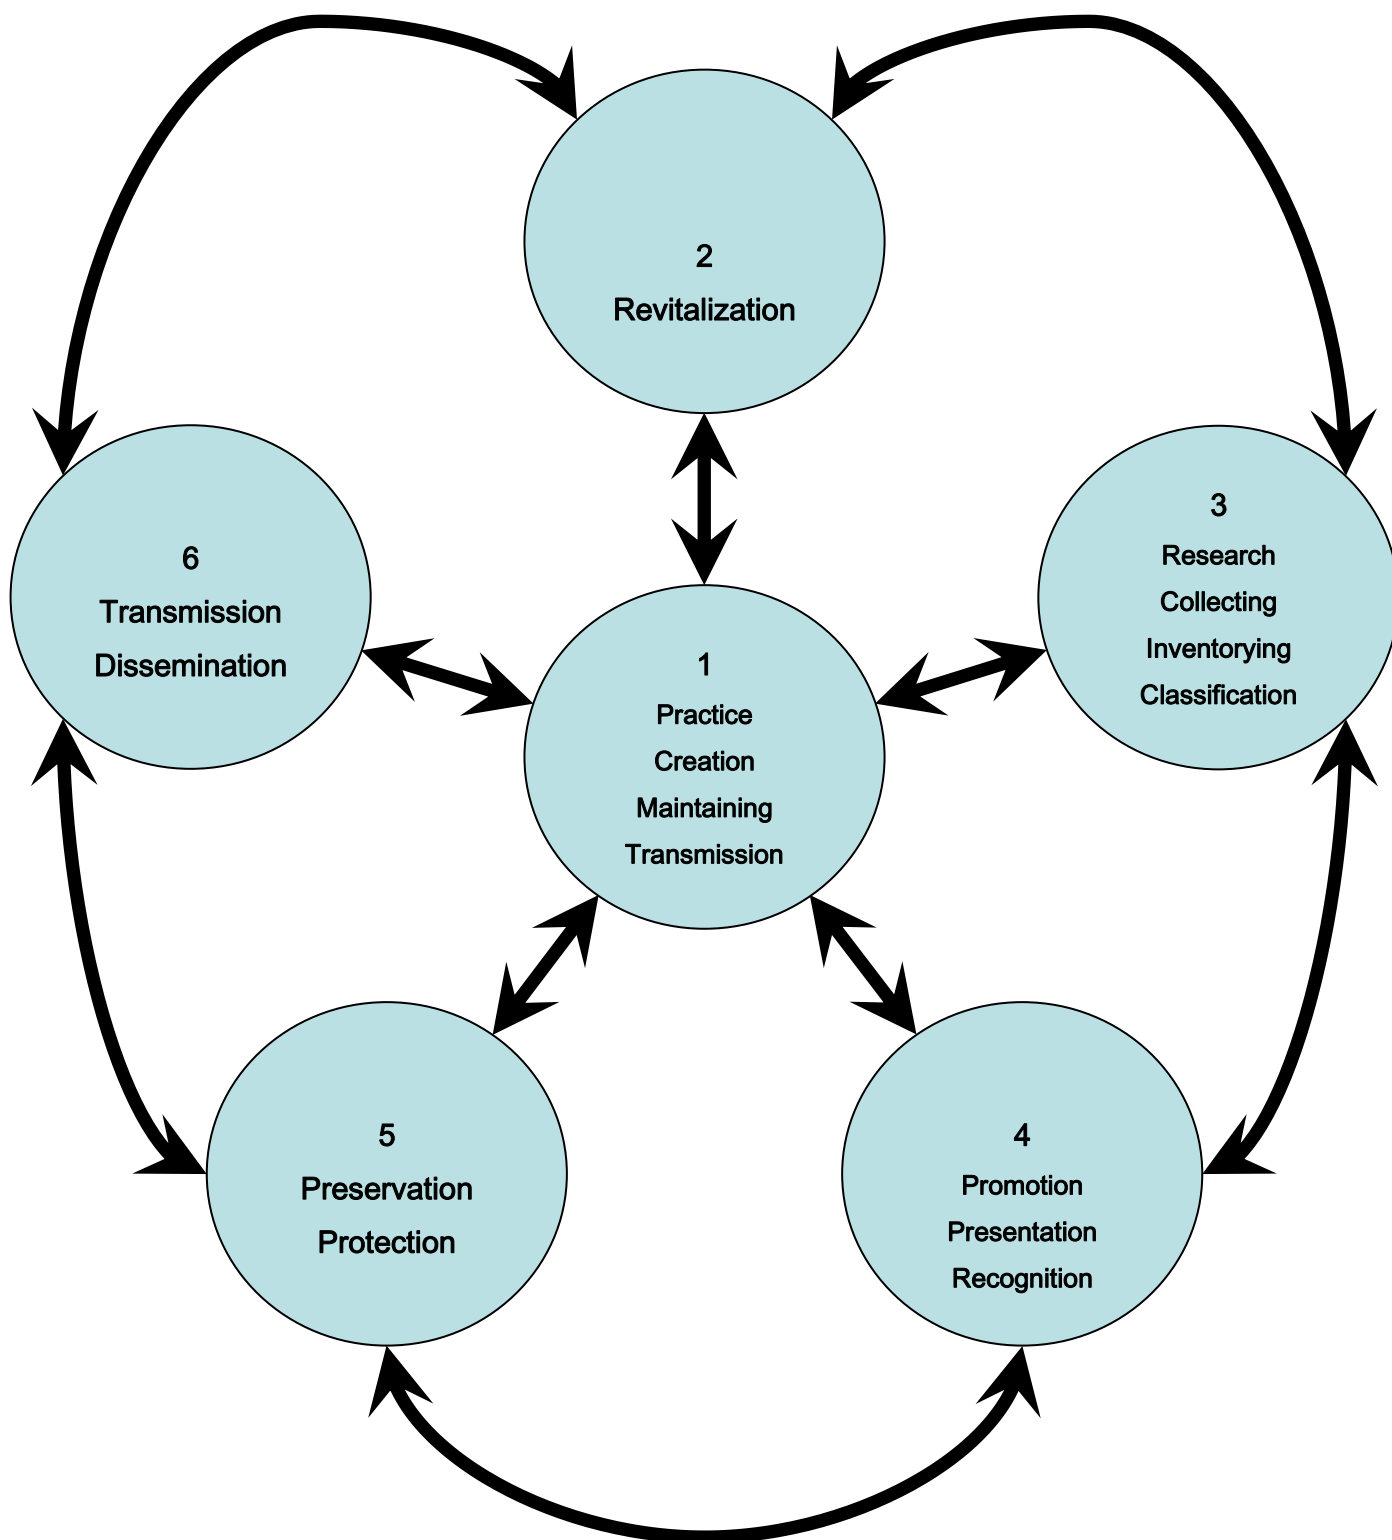 2
Revitalization
3
Research
Collecting
Inventorying
Classification
6
Transmission
Dissemination
1
Practice
Creation
Maintaining
Transmission
5
Preservation
Protection
4
Promotion
Presentation
Recognition